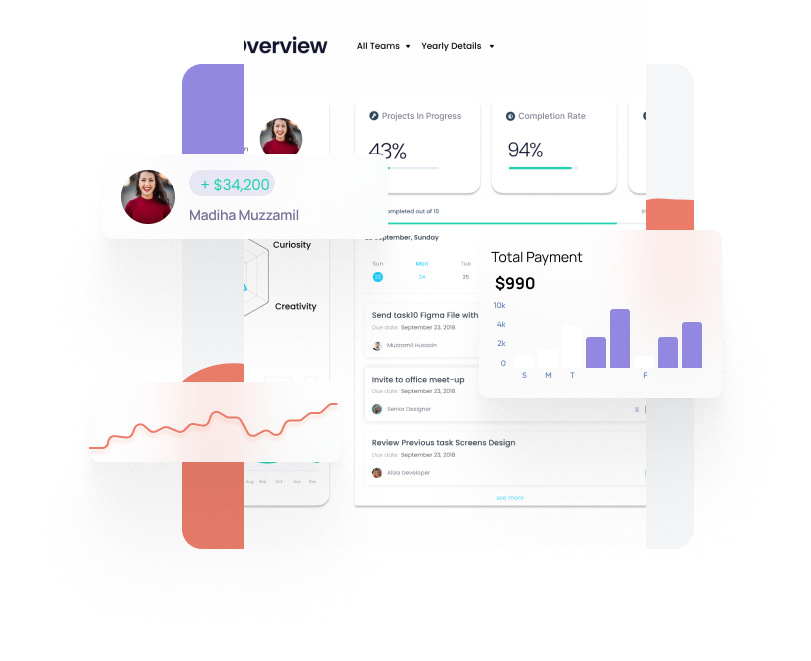 Overview
All Teams
Yearly Details
Projects In Progress
43%
Completion Rate
94%
+ $34,200
Madiha Muzzamil
completed out of 10
September, Sunday
Sun Mon Tue
23 24 25
Curiosity
Creativity
Total Payment
$990
10k
4k
2k
0
S M T F
Send task10 Figma File with
Due date: September 23, 2018
Muzzamil Hussain
Invite to office meet-up
Due date: September 23, 2018
Senior Designer
Review Previous task Screens Design
Due date: September 23, 2018
Aliza Developer
see more
Aug Sep Oct Nov Dec